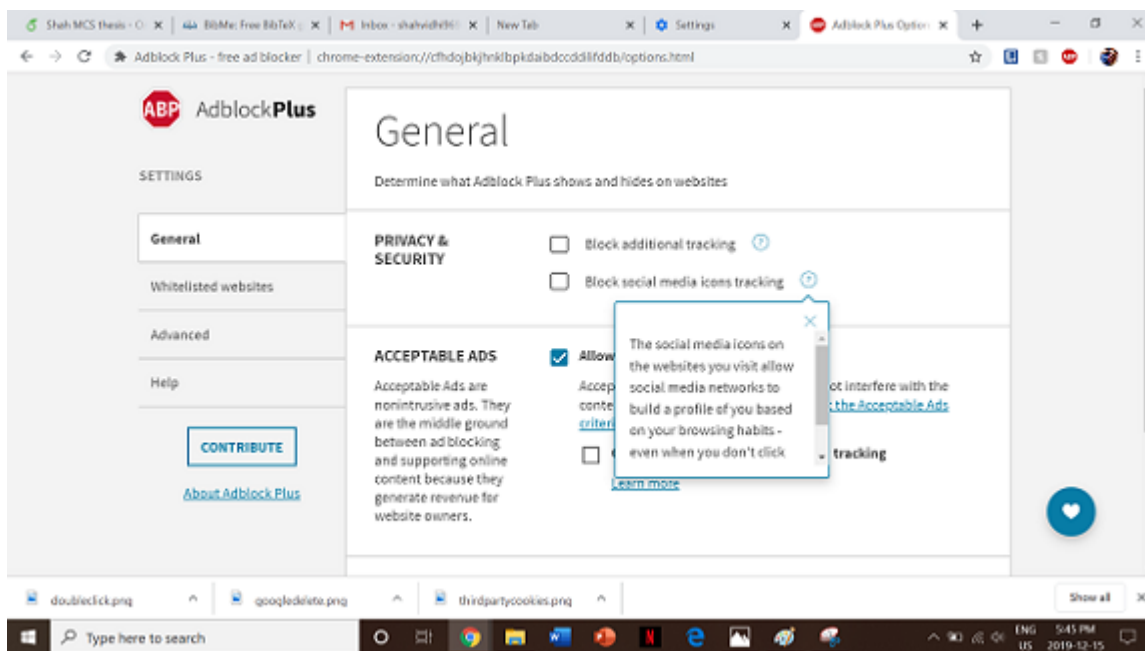 Shah MCS thesis - O
BibMe: Free BibTeX
Inbox - shahvidhi96
New Tab
Settings
Adblock Plus Option
Adblock Plus - free ad blocker | chrome-extension://cfhdojbkjhnklbpkdaibdccddilifddb/options.html
ABP Adblock Plus
SETTINGS
General
Whitelisted websites
Advanced
Help
CONTRIBUTE
About Adblock Plus
General
Determine what Adblock Plus shows and hides on websites
PRIVACY &
SECURITY
Block additional tracking ?
Block social media icons tracking ?
The social media icons on
the websites you visit allow
social media networks to
build a profile of you based
on your browsing habits -
even when you don't click
ACCEPTABLE ADS
Acceptable Ads are
nonintrusive ads. They
are the middle ground
between ad blocking
and supporting online
content because they
generate revenue for
website owners.
Allow
Accep
ot interfere with the
conte
the Acceptable Ads
criteri
tracking
Learn more
doubleclick.png
googledelete.png
thirdpartycookies.png
Show all
Type here to search
ENG
US
5:45 PM
2019-12-15